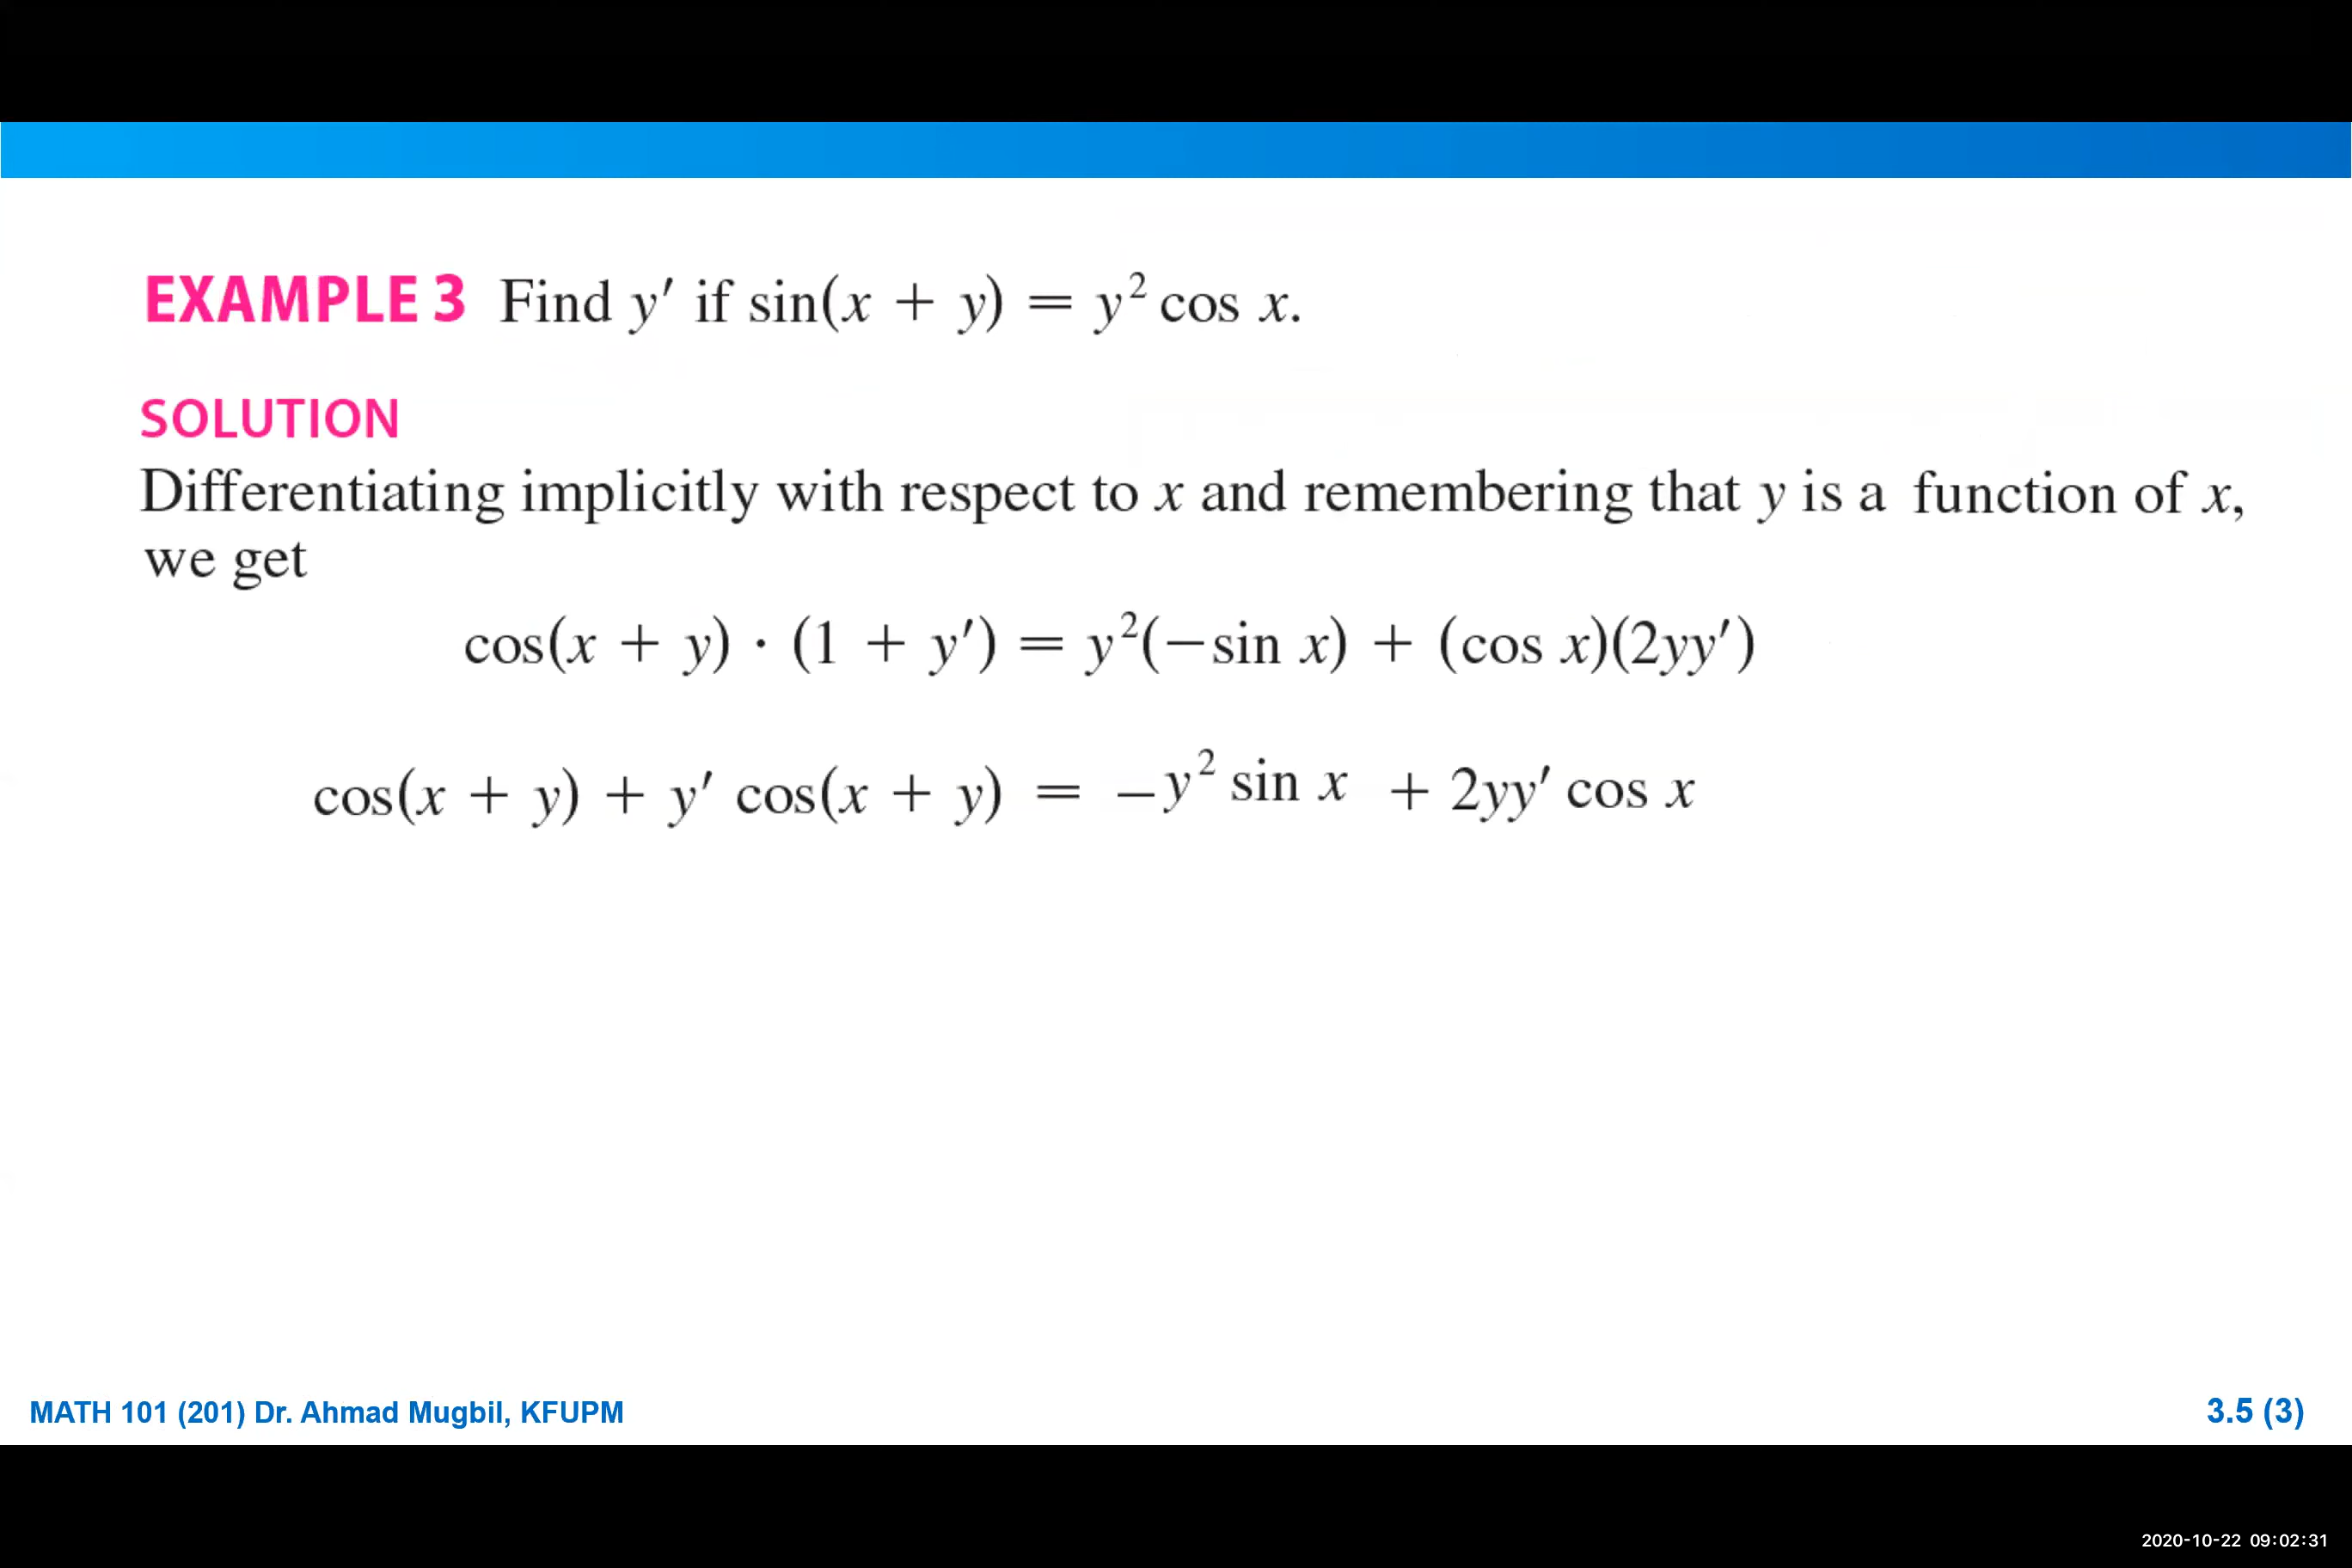 EXAMPLE 3 Find y′ if sin(x + y) = y² cos x.
SOLUTION
Differentiating implicitly with respect to x and remembering that y is a function of x,
we get
cos(x + y) · (1 + y′) = y²(−sin x) + (cos x)(2yy′)
cos(x + y) + y′ cos(x + y) = −y² sin x + 2yy′ cos x
MATH 101 (201) Dr. Ahmad Mugbil, KFUPM
3.5 (3)
2020-10-22 09:02:31